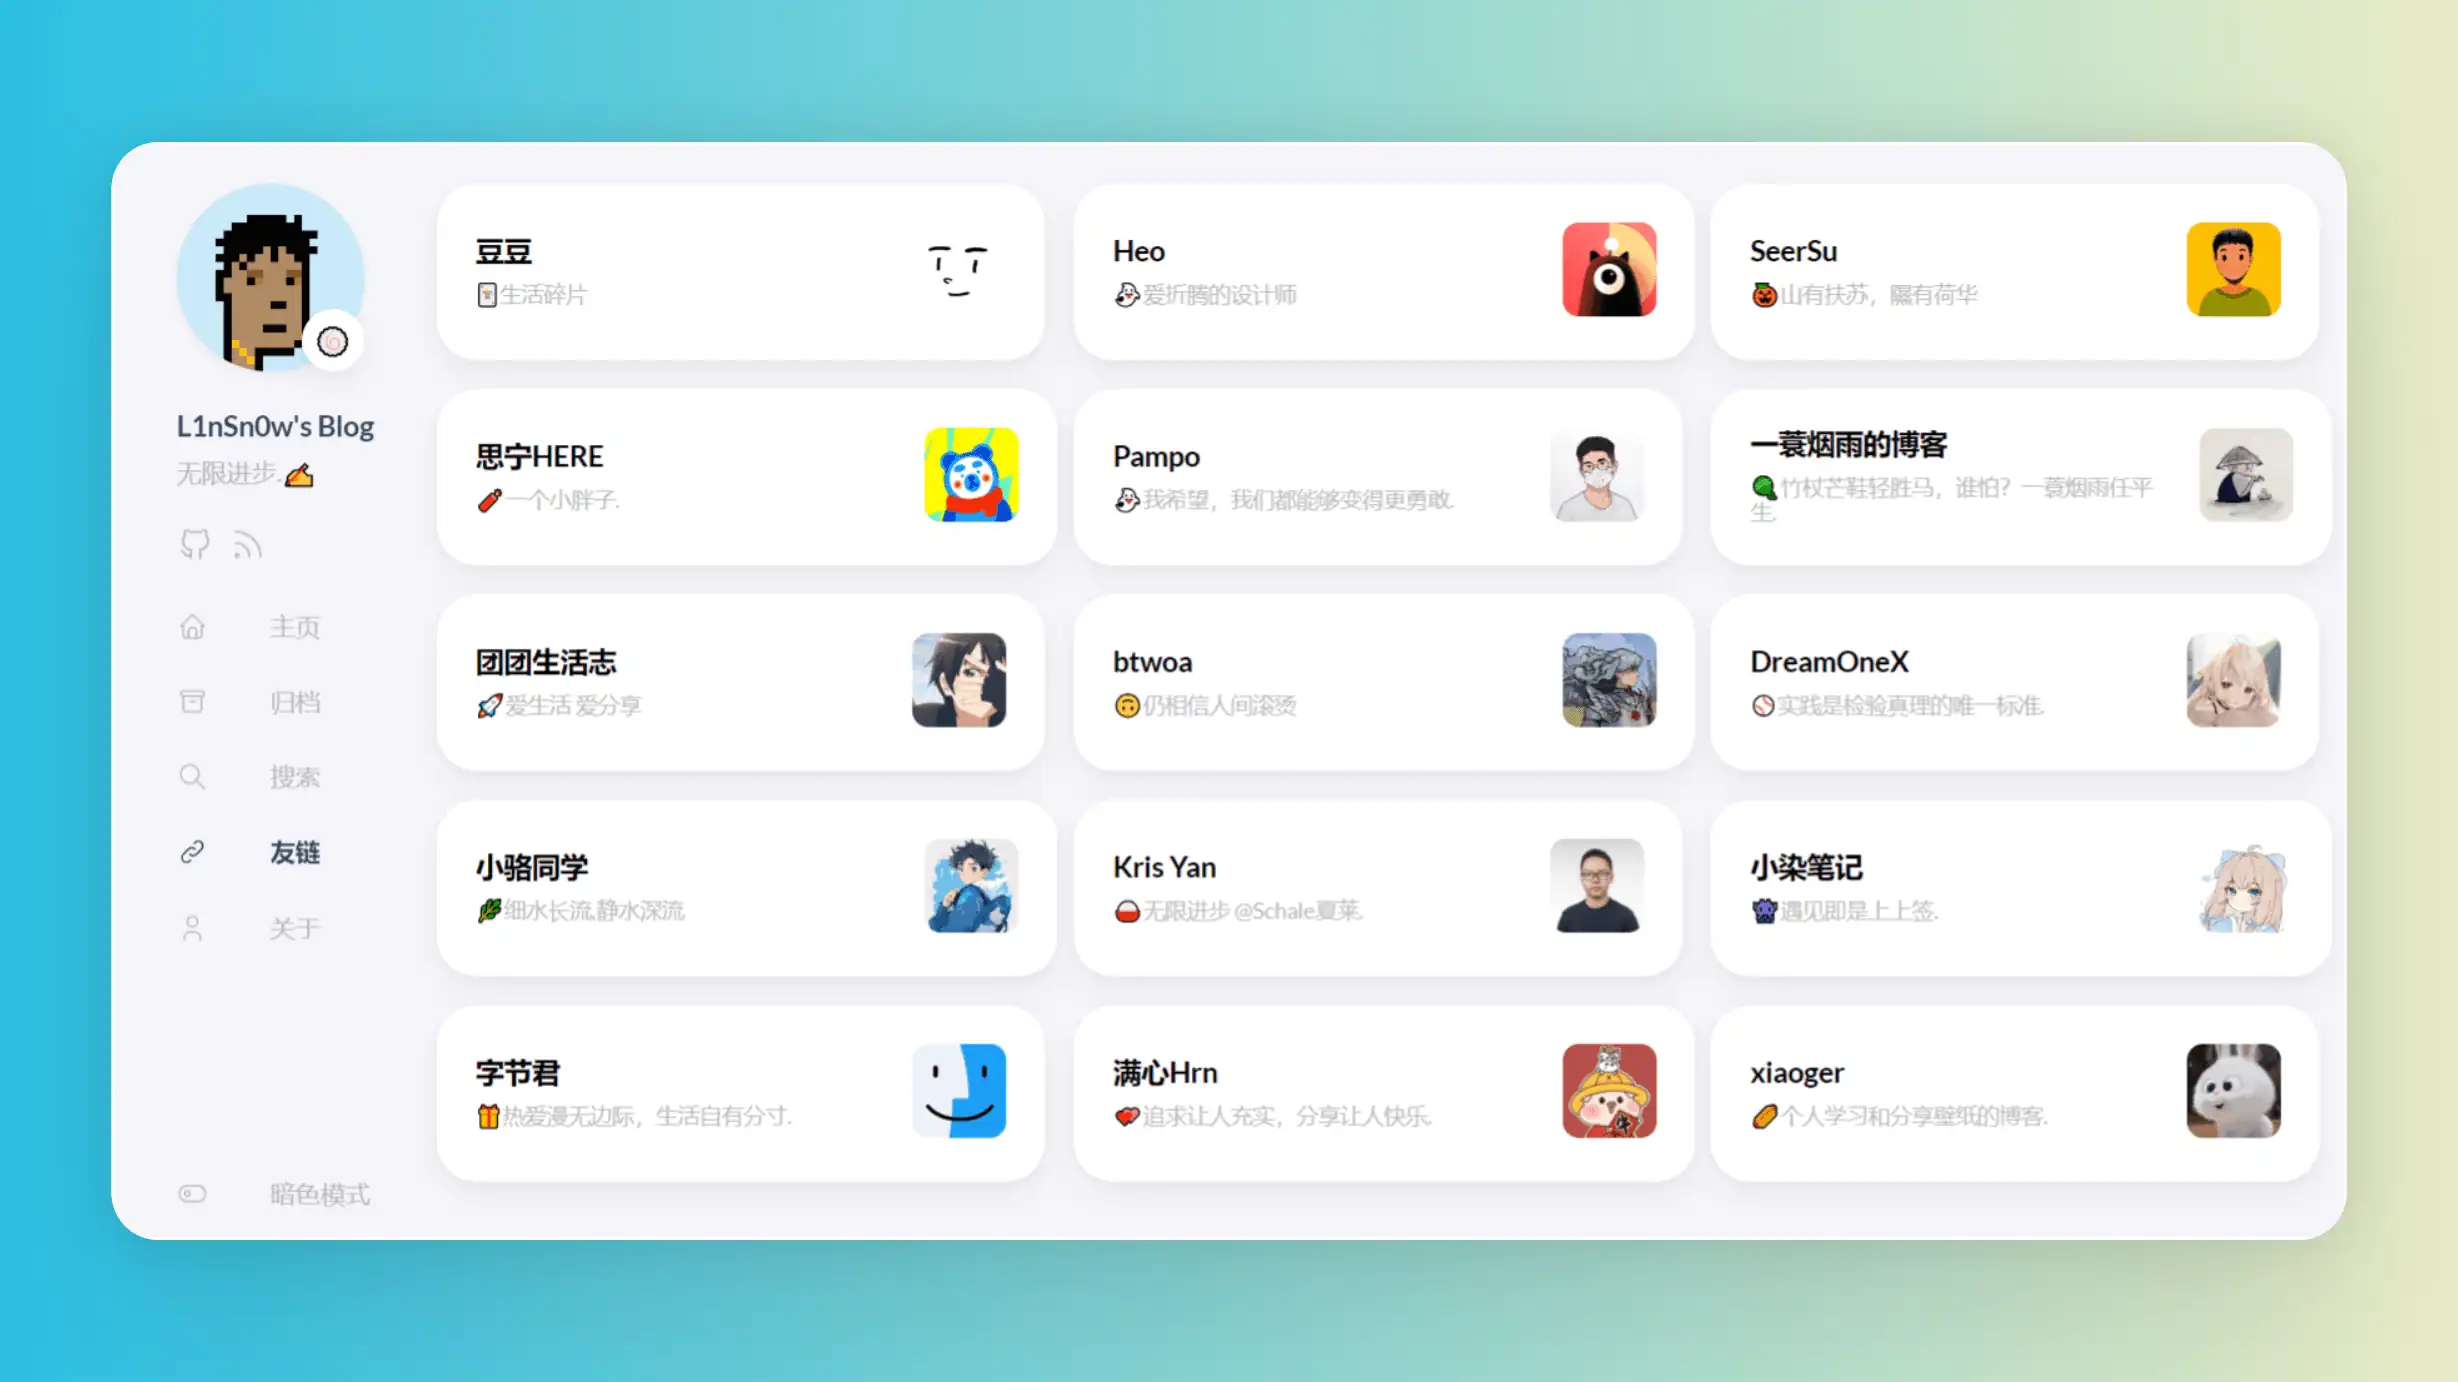 L1nSn0w's Blog
无限进步.✍
主页
归档
搜索
友链
关于
暗色模式
豆豆
🃏生活碎片
Heo
爱折腾的设计师
SeerSu
🎃山有扶苏，隰有荷华
思宁HERE
🧨一个小胖子.
Pampo
我希望，我们都能够变得更勇敢.
一蓑烟雨的博客
竹杖芒鞋轻胜马，谁怕？一蓑烟雨任平
生.
团团生活志
🚀爱生活 爱分享
btwoa
🙃仍相信人间滚烫
DreamOneX
⚾实践是检验真理的唯一标准.
小骆同学
🥬细水长流,静水深流
Kris Yan
无限进步 @Schale夏莱.
小染笔记
遇见即是上上签.
字节君
🎁热爱漫无边际，生活自有分寸.
满心Hrn
追求让人充实，分享让人快乐.
xiaoger
个人学习和分享壁纸的博客.
牛